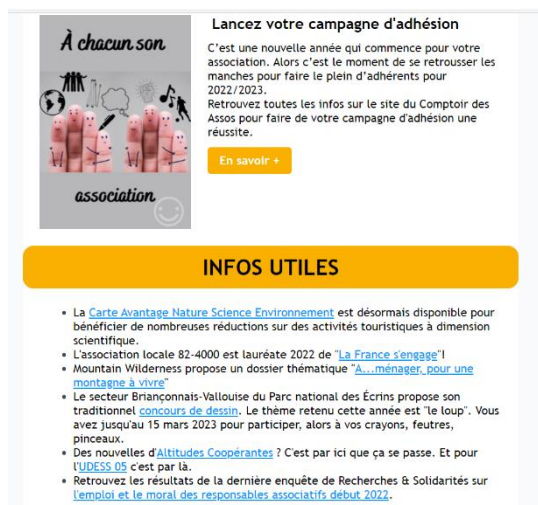 À chacun son
association
Lancez votre campagne d'adhésion
C'est une nouvelle année qui commence pour votre
association. Alors c'est le moment de se retrousser les
manches pour faire le plein d'adhérents pour
2022/2023.
Retrouvez toutes les infos sur le site du Comptoir des
Assos pour faire de votre campagne d'adhésion une
réussite.
En savoir +
INFOS UTILES
• La Carte Avantage Nature Science Environnement est désormais disponible pour
bénéficier de nombreuses réductions sur des activités touristiques à dimension
scientifique.
• L'association locale 82-4000 est lauréate 2022 de "La France s'engage"!
• Mountain Wilderness propose un dossier thématique "A...ménager, pour une
montagne à vivre"
• Le secteur Briançonnais-Vallouise du Parc national des Écrins propose son
traditionnel concours de dessin. Le thème retenu cette année est "le loup". Vous
avez jusqu'au 15 mars 2023 pour participer, alors à vos crayons, feutres,
pinceaux.
• Des nouvelles d'Altitudes Coopérantes ? C'est par ici que ça se passe. Et pour
l'UDESS 05 c'est par là.
• Retrouvez les résultats de la dernière enquête de Recherches & Solidarités sur
l'emploi et le moral des responsables associatifs début 2022.